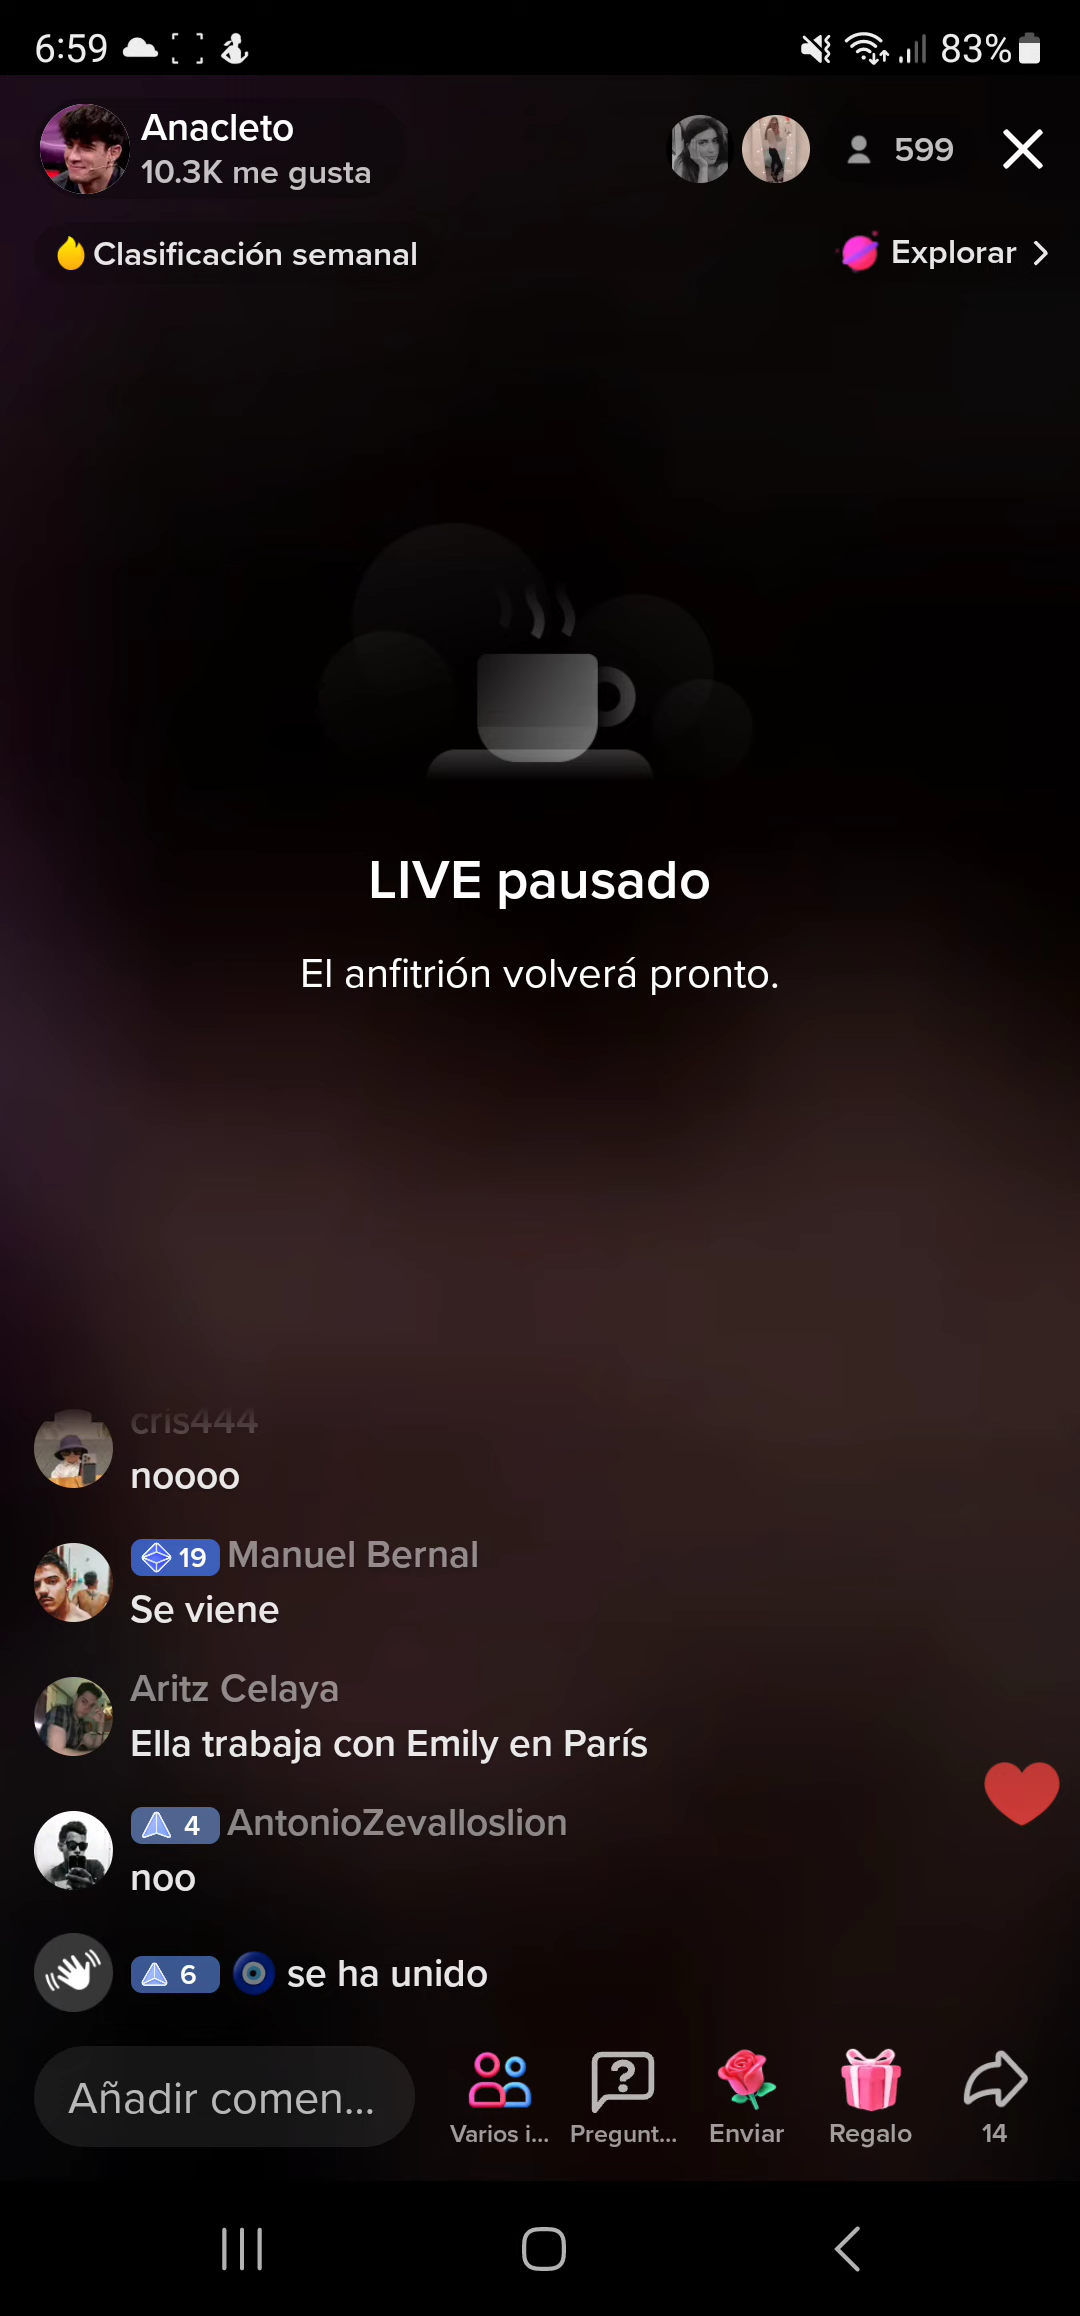 6:59
83%
Anacleto
10.3K me gusta
599
Clasificación semanal
Explorar
LIVE pausado
El anfitrión volverá pronto.
cris444
noooo
19 Manuel Bernal
Se viene
Aritz Celaya
Ella trabaja con Emily en París
4 AntonioZevalloslion
noo
6 🧿 se ha unido
Añadir comen...
Varios i...
Pregunt...
Enviar
Regalo
14